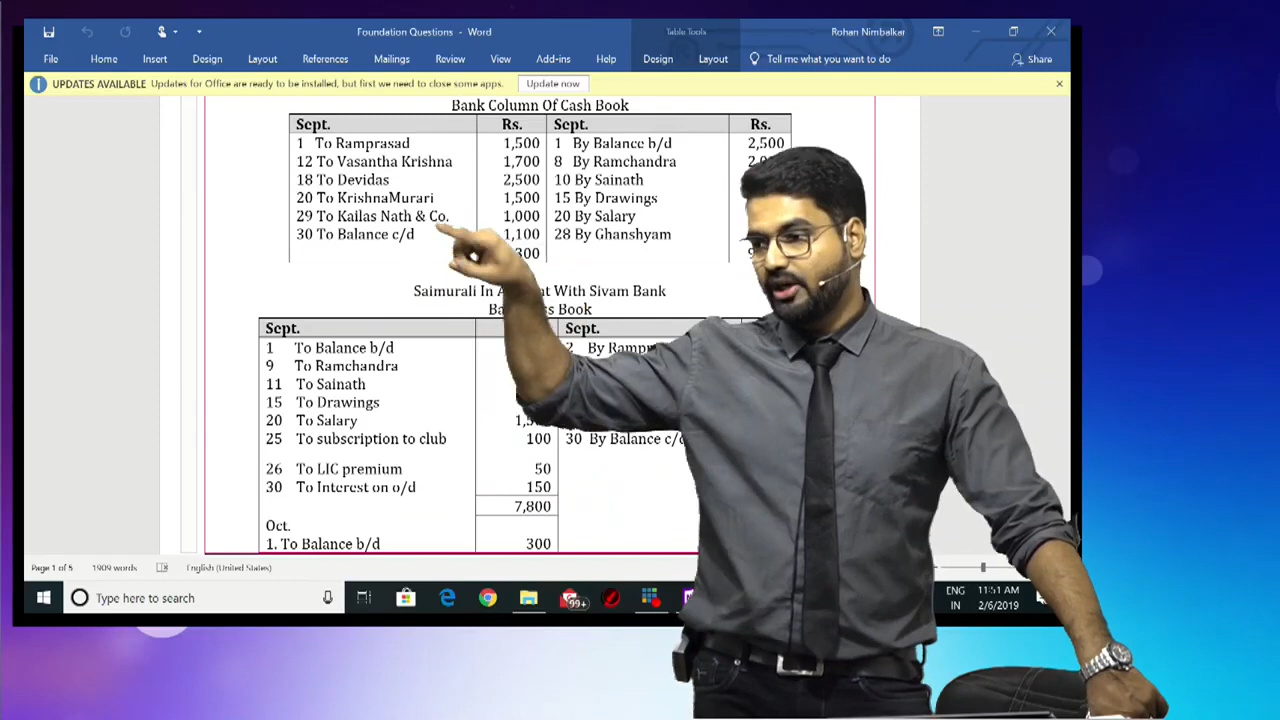 Foundation Questions - Word
Table Tools
Rohan Nimbalkar
File Home Insert Design Layout References Mailings Review View Add-ins Help Design Layout Tell me what you want to do Share
UPDATES AVAILABLE Updates for Office are ready to be installed, but first we need to close some apps. Update now
Bank Column Of Cash Book
Sept. Rs. Sept. Rs.
1 To Ramprasad 1,500 1 By Balance b/d 2,500
12 To Vasantha Krishna 1,700 8 By Ramchandra
18 To Devidas 2,500 10 By Sainath
20 To KrishnaMurari 1,500 15 By Drawings
29 To Kailas Nath & Co. 1,000 20 By Salary
30 To Balance c/d 1,100 28 By Ghanshyam
300
Saimurali In With Sivam Bank
Book
Sept. Sept.
1 To Balance b/d 2 By
9 To Ramchandra
11 To Sainath
15 To Drawings
20 To Salary
25 To subscription to club 100 30 By Balance c/d
26 To LIC premium 50
30 To Interest on o/d 150
7,800
Oct.
1. To Balance b/d 300
Page 1 of 5 1909 words English (United States)
Type here to search
99+
ENG 11:51 AM
IN 2/6/2019